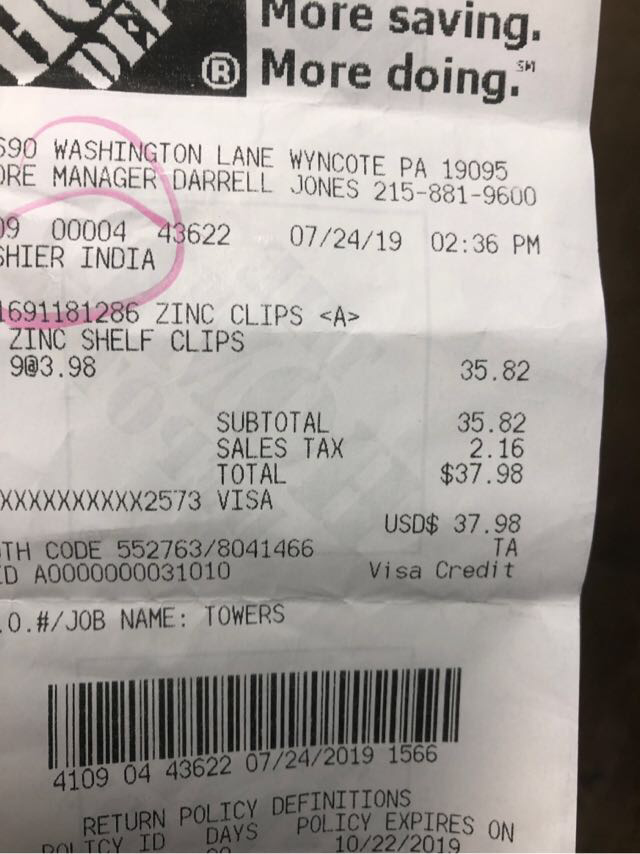 DE
® More saving.
More doing.℠
690 WASHINGTON LANE WYNCOTE PA 19095
ORE MANAGER DARRELL JONES 215-881-9600
09 00004 43622 07/24/19 02:36 PM
SHIER INDIA
1691181286 ZINC CLIPS <A>
ZINC SHELF CLIPS
9@3.98 35.82
SUBTOTAL 35.82
SALES TAX 2.16
TOTAL $37.98
XXXXXXXXXX2573 VISA
USD$ 37.98
TH CODE 552763/8041466 TA
ID A0000000031010 Visa Credit
.O.#/JOB NAME: TOWERS
4109 04 43622 07/24/2019 1566
RETURN POLICY DEFINITIONS
POLICY ID DAYS POLICY EXPIRES ON
10/22/2019